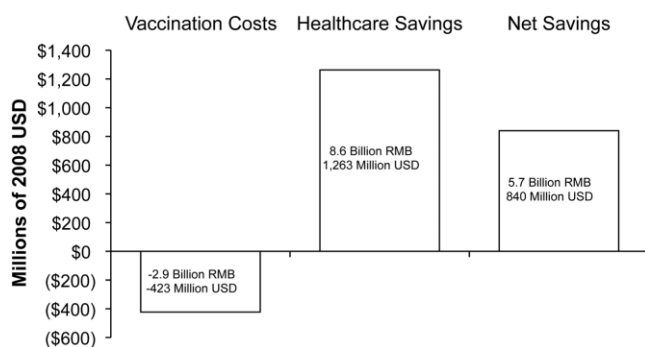 Vaccination Costs Healthcare Savings Net Savings
Millions of 2008 USD
$1,400
$1,200
$1,000
$800
$600
$400
$200
$0
($200)
($400)
($600)
8.6 Billion RMB
1,263 Million USD
5.7 Billion RMB
840 Million USD
-2.9 Billion RMB
-423 Million USD